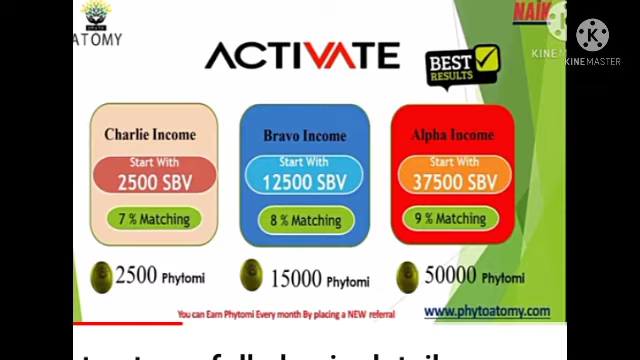 ATOMY
NAIK
KINEMASTER
ACTIVATE
BEST
RESULTS
Charlie Income
Start With
2500 SBV
7 % Matching
Bravo Income
Start With
12500 SBV
8 % Matching
Alpha Income
Start With
37500 SBV
9 % Matching
2500 Phytomi
15000 Phytomi
50000 Phytomi
You can Earn Phytomi Every month By placing a NEW referral
www.phytoatomy.com